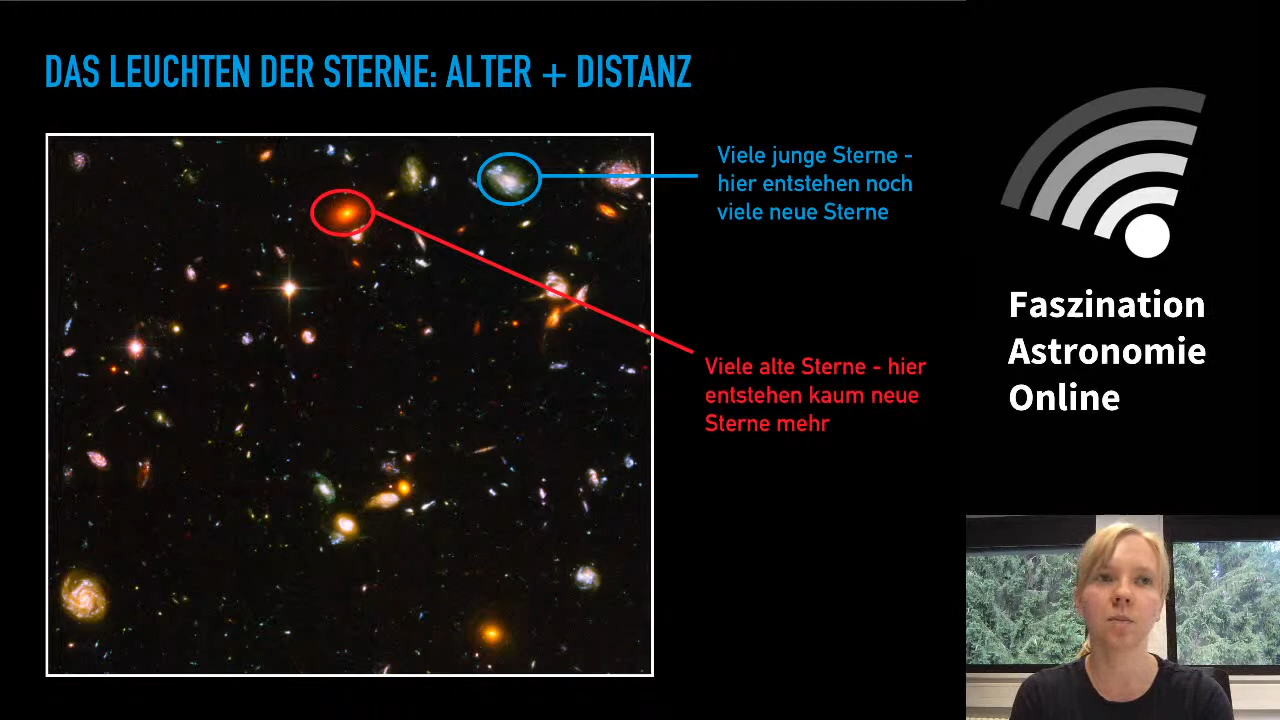 DAS LEUCHTEN DER STERNE: ALTER + DISTANZ
Viele junge Sterne -
hier entstehen noch
viele neue Sterne
Viele alte Sterne - hier
entstehen kaum neue
Sterne mehr
Faszination
Astronomie
Online